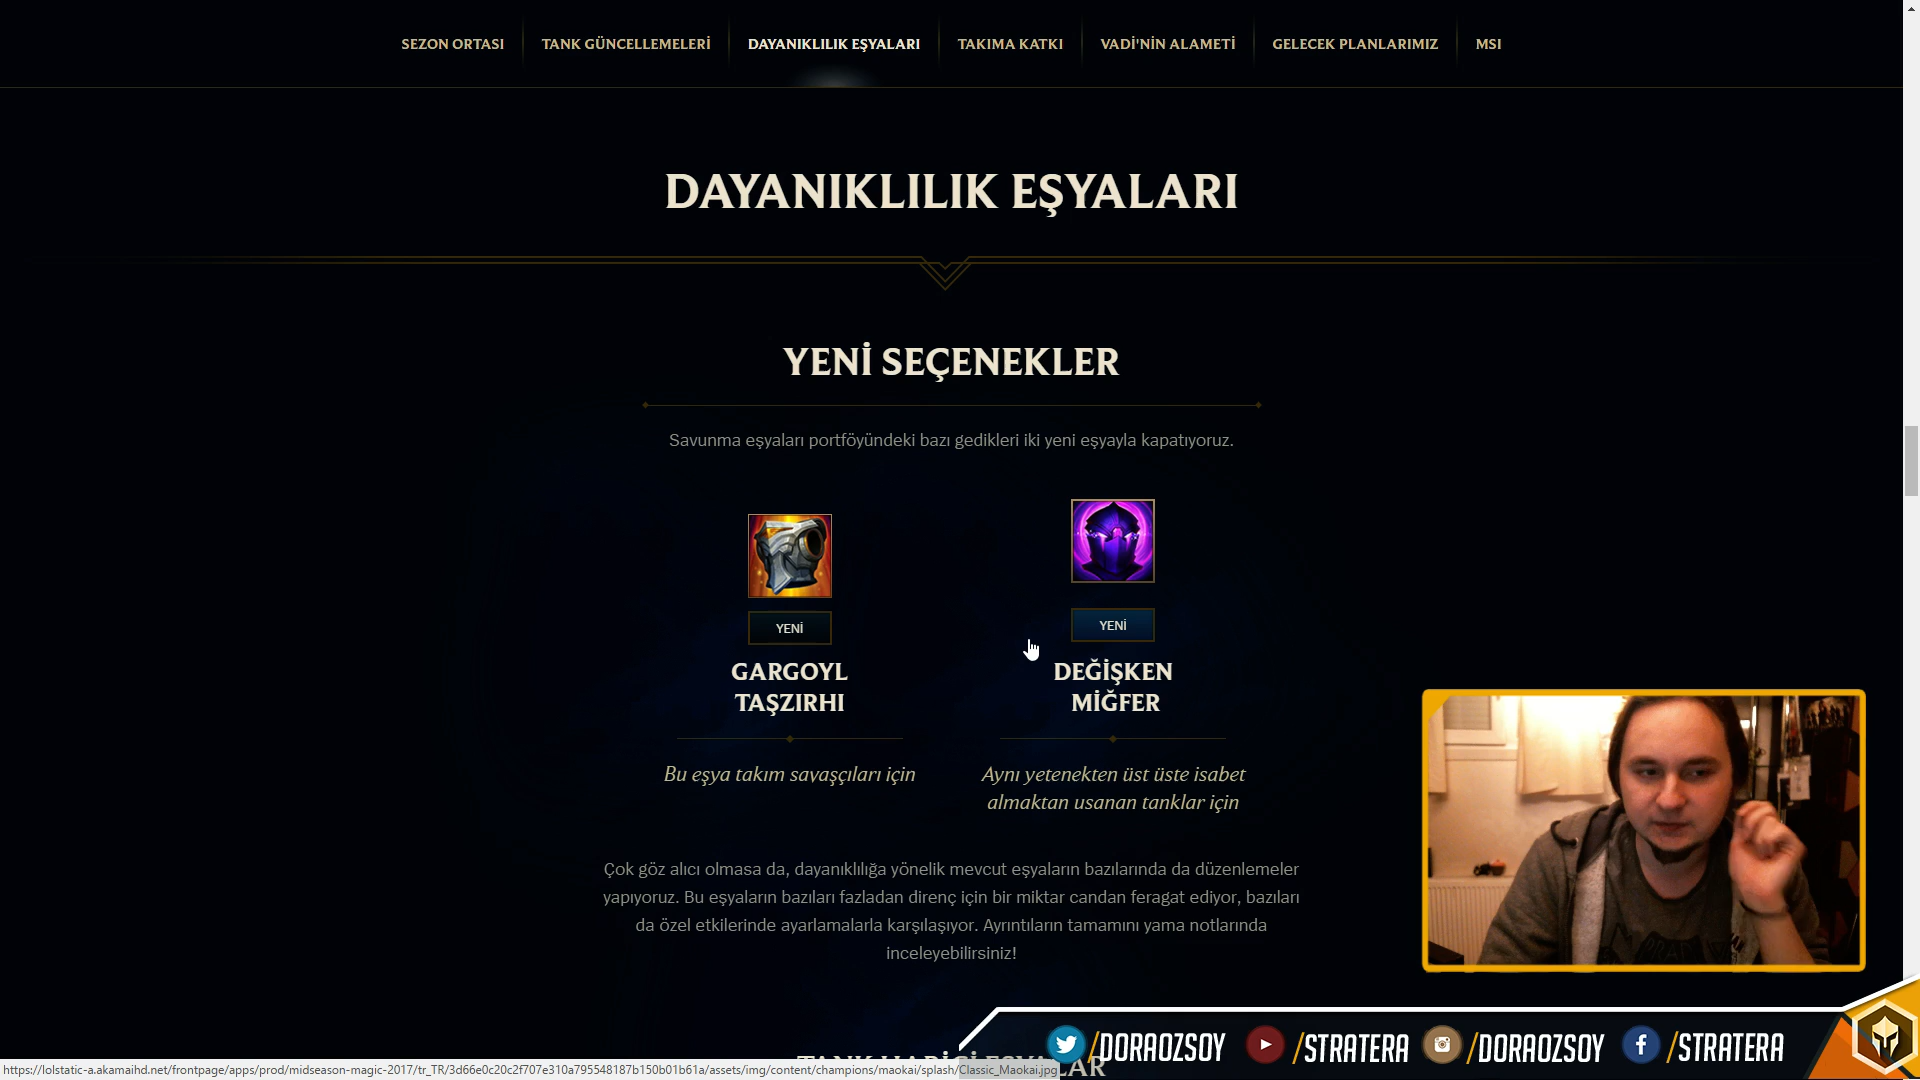 SEZON ORTASI
TANK GÜNCELLEMELERİ
DAYANIKLILIK EŞYALARI
TAKIMA KATKI
VADİ'NİN ALAMETİ
GELECEK PLANLARIMIZ
MSI
DAYANIKLILIK EŞYALARI
YENİ SEÇENEKLER
Savunma eşyaları portföyündeki bazı gedikleri iki yeni eşyayla kapatıyoruz.
YENİ
GARGOYL
TAŞZIRHI
Bu eşya takım savaşçıları için
YENİ
DEĞİŞKEN
MİĞFER
Aynı yetenekten üst üste isabet
almaktan usanan tanklar için
Çok göz alıcı olmasa da, dayanıklılığa yönelik mevcut eşyaların bazılarında da düzenlemeler
yapıyoruz. Bu eşyaların bazıları fazladan direnç için bir miktar candan feragat ediyor, bazıları
da özel etkilerinde ayarlamalarla karşılaşıyor. Ayrıntıların tamamını yama notlarında
inceleyebilirsiniz!
/DORAOZSOY
/STRATERA
/DORAOZSOY
/STRATERA
https://lolstatic-a.akamaihd.net/frontpage/apps/prod/midseason-magic-2017/tr_TR/3d66e0c20c2f707e310a795548187b150b01b61a/assets/img/content/champions/maokai/splash/Classic_Maokai.jpg